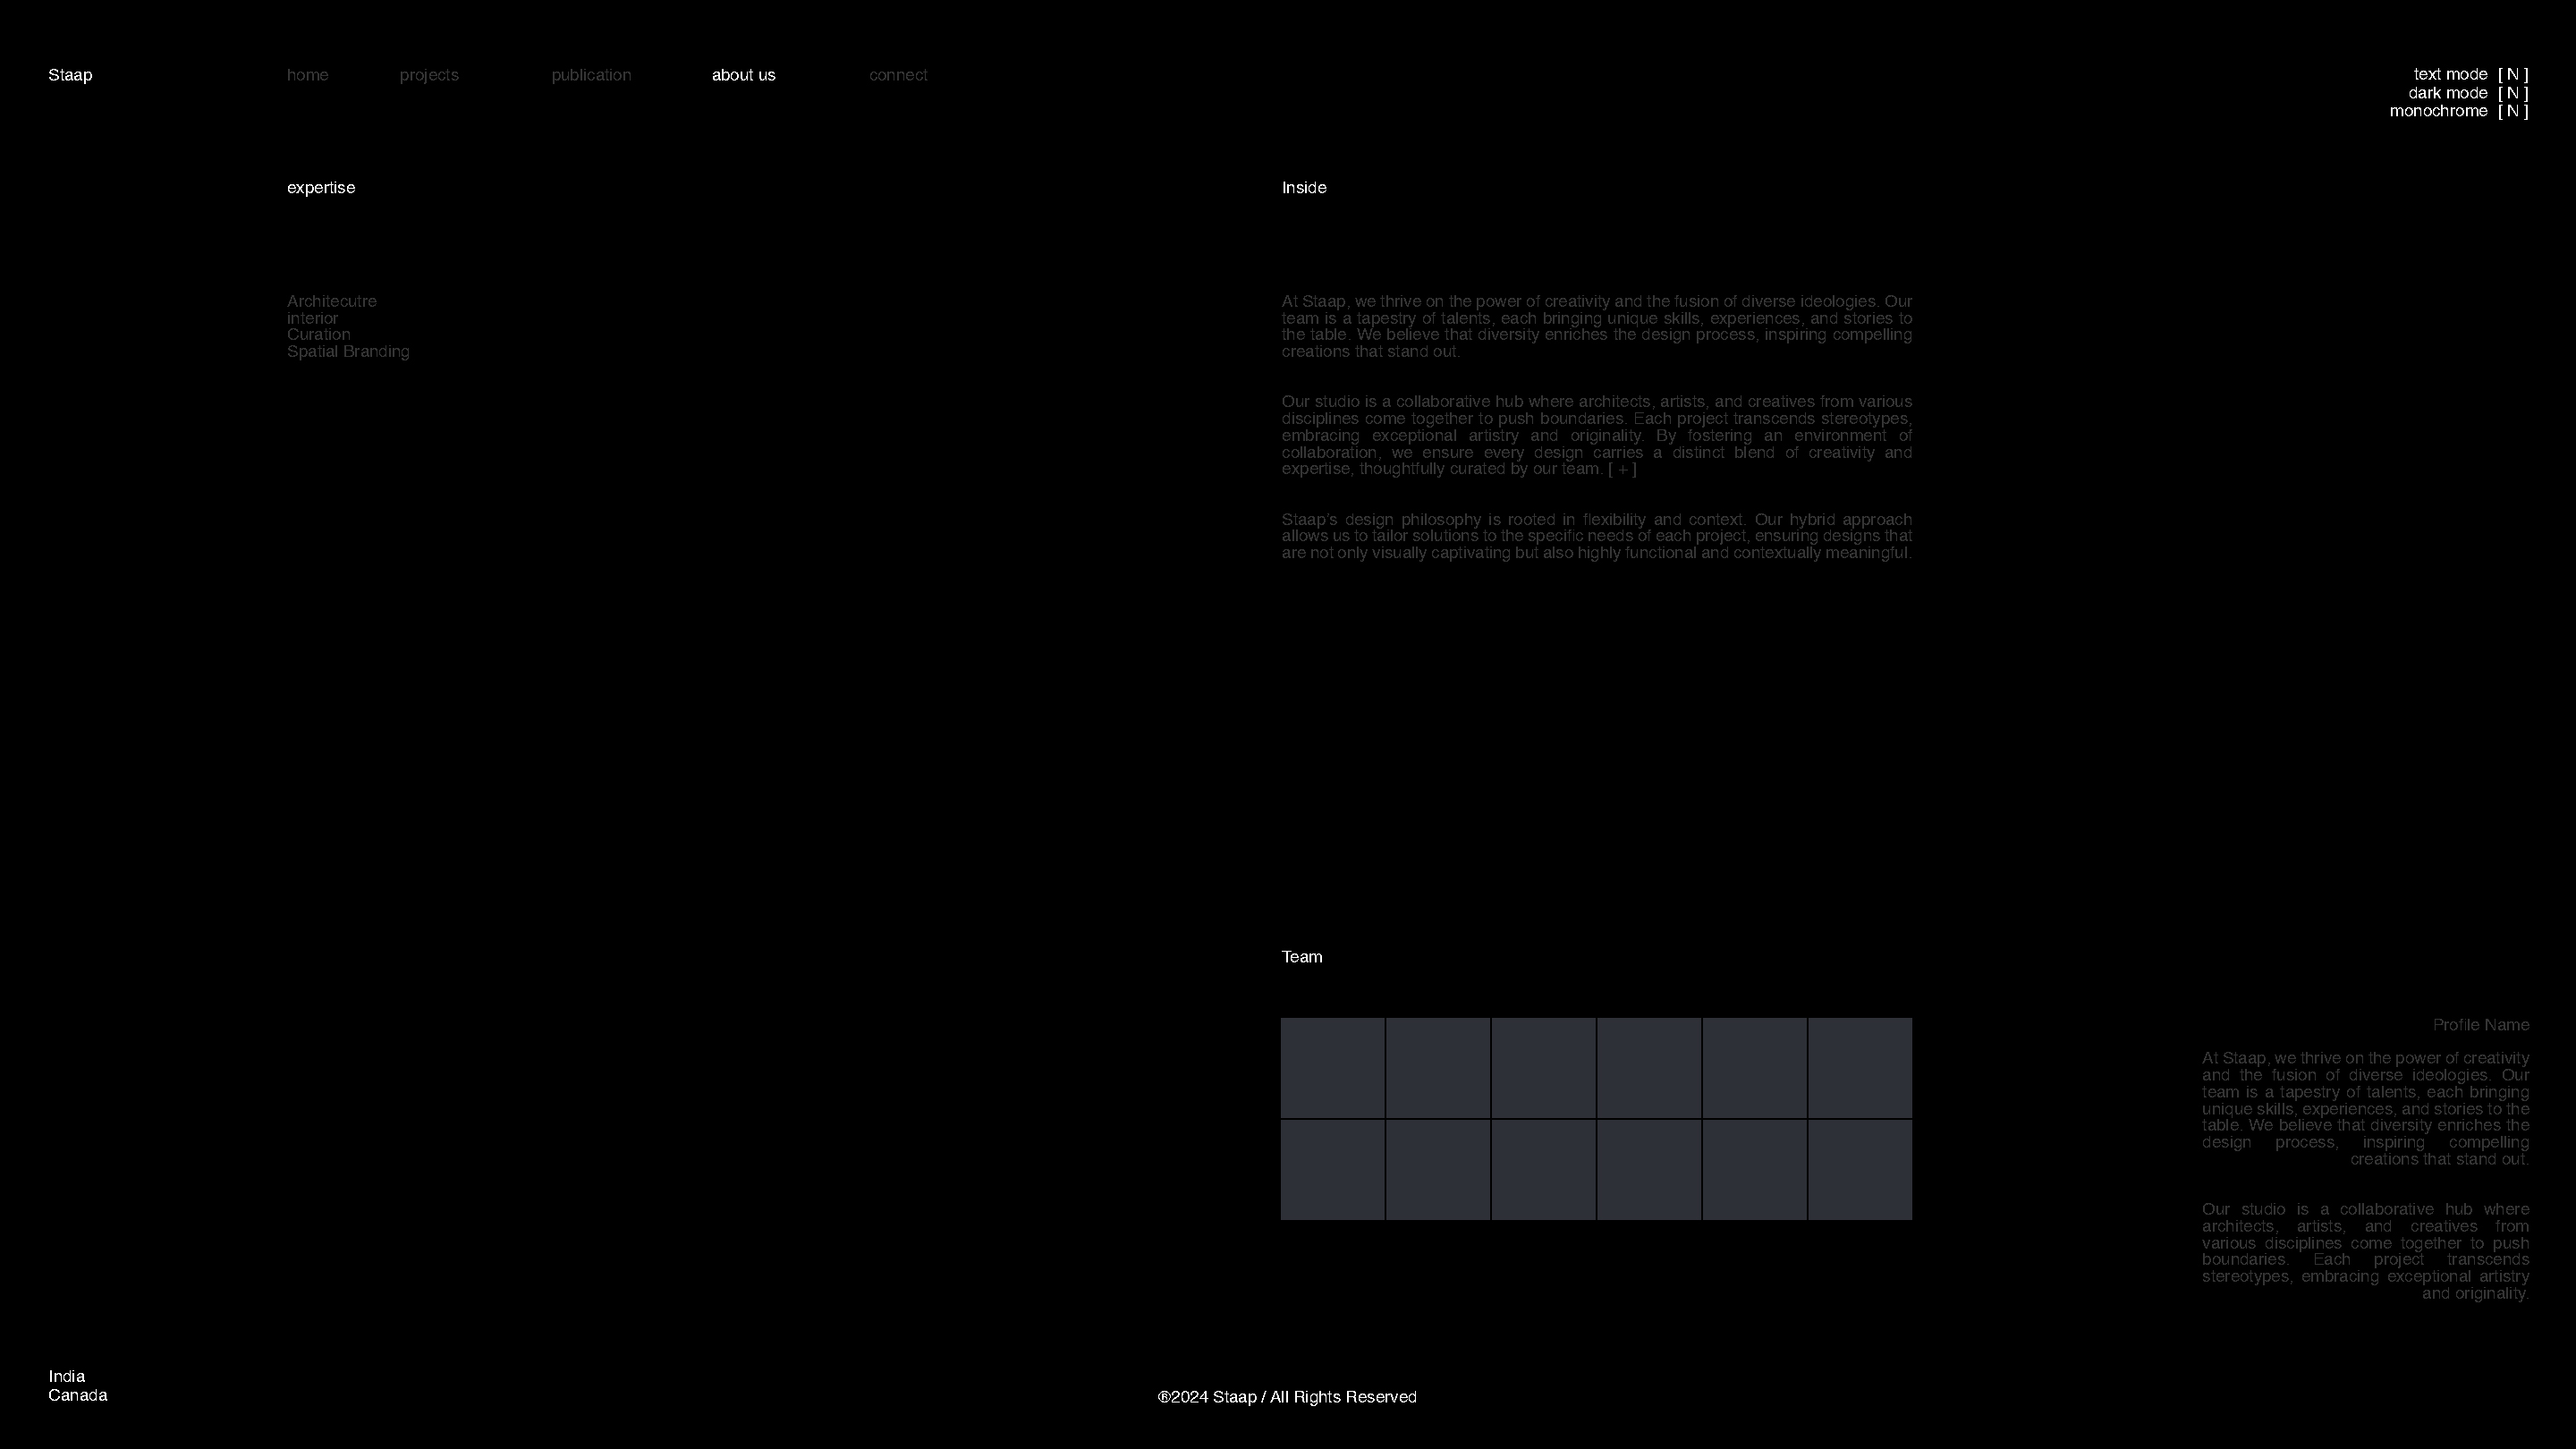 Staap
home projects publication about us connect
text mode [ N ]
dark mode [ N ]
monochrome [ N ]
expertise
Architecutre
interior
Curation
Spatial Branding
Inside
At Staap, we thrive on the power of creativity and the fusion of diverse ideologies. Our
team is a tapestry of talents, each bringing unique skills, experiences, and stories to
the table. We believe that diversity enriches the design process, inspiring compelling
creations that stand out.
Our studio is a collaborative hub where architects, artists, and creatives from various
disciplines come together to push boundaries. Each project transcends stereotypes,
embracing exceptional artistry and originality. By fostering an environment of
collaboration, we ensure every design carries a distinct blend of creativity and
expertise, thoughtfully curated by our team. [ + ]
Staap’s design philosophy is rooted in flexibility and context. Our hybrid approach
allows us to tailor solutions to the specific needs of each project, ensuring designs that
are not only visually captivating but also highly functional and contextually meaningful.
Team
Profile Name
At Staap, we thrive on the power of creativity
and the fusion of diverse ideologies. Our
team is a tapestry of talents, each bringing
unique skills, experiences, and stories to the
table. We believe that diversity enriches the
design process, inspiring compelling
creations that stand out.
Our studio is a collaborative hub where
architects, artists, and creatives from
various disciplines come together to push
boundaries. Each project transcends
stereotypes, embracing exceptional artistry
and originality.
India
Canada
®2024 Staap / All Rights Reserved